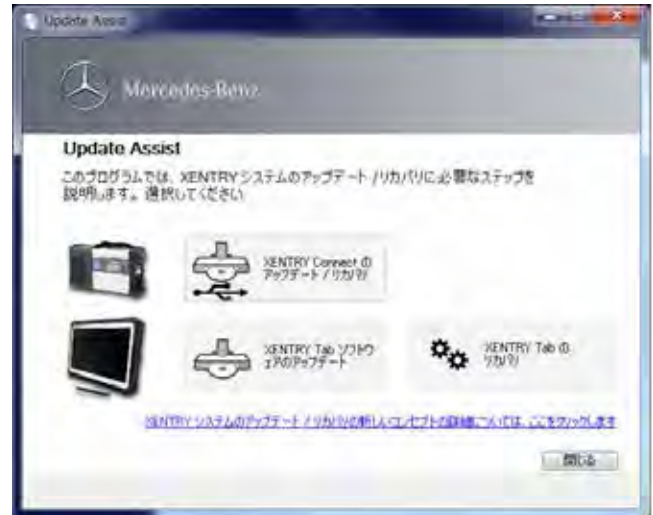 Update Assist
Mercedes-Benz
Update Assist
このプログラムでは、XENTRY システムのアップデート / リカバリに必要なステップを
説明します。選択してください
XENTRY Connect の
アップデート / リカバリ
XENTRY Tab ソフトウ
ェアのアップデート
XENTRY Tab の
リカバリ
XENTRY システムのアップデート / リカバリの新しいコンセプトの詳細については、ここをクリックします
閉じる